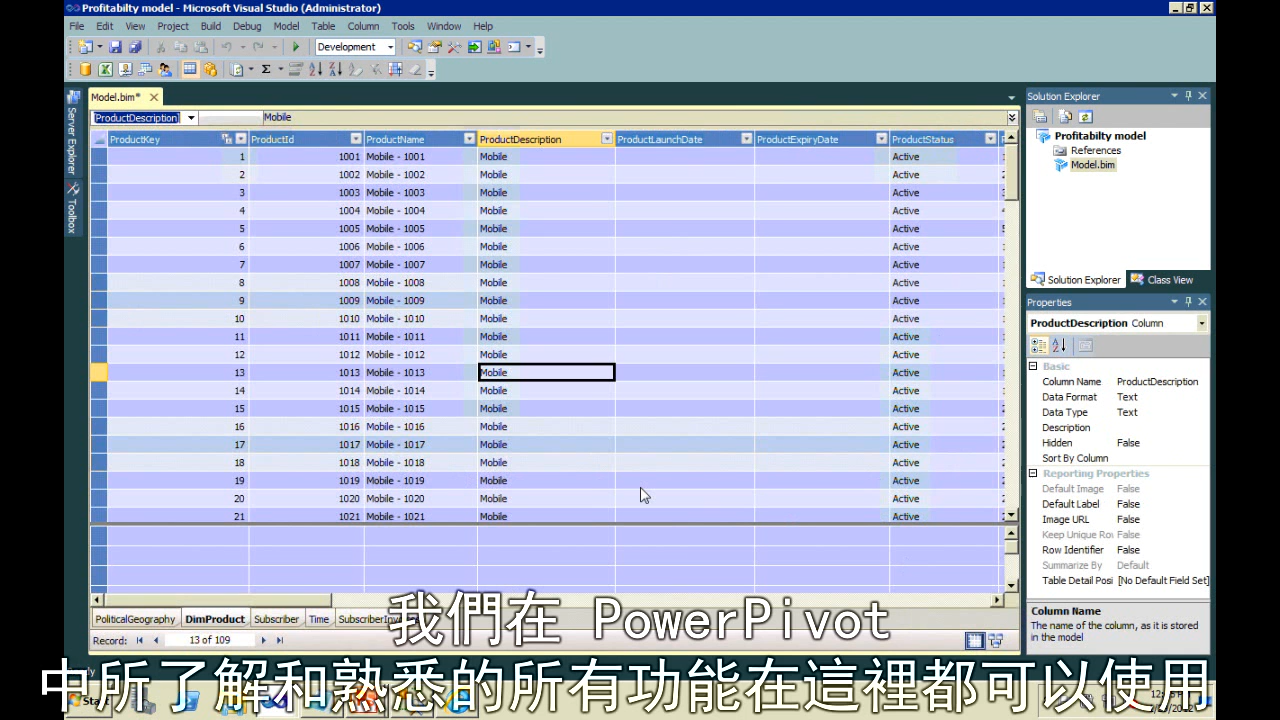 Profitabilty model - Microsoft Visual Studio (Administrator)
File Edit View Project Build Debug Model Table Column Tools Window Help
Development
Model.bim*
Solution Explorer
ProductDescription] Mobile
Profitabilty model
References
Model.bim
Server Explorer
Toolbox
ProductKey ProductId ProductName ProductDescription ProductLaunchDate ProductExpiryDate ProductStatus
1 1001 Mobile - 1001 Mobile Active
2 1002 Mobile - 1002 Mobile Active
3 1003 Mobile - 1003 Mobile Active
4 1004 Mobile - 1004 Mobile Active
5 1005 Mobile - 1005 Mobile Active
6 1006 Mobile - 1006 Mobile Active
7 1007 Mobile - 1007 Mobile Active
8 1008 Mobile - 1008 Mobile Active
9 1009 Mobile - 1009 Mobile Active
10 1010 Mobile - 1010 Mobile Active
11 1011 Mobile - 1011 Mobile Active
12 1012 Mobile - 1012 Mobile Active
13 1013 Mobile - 1013 Mobile Active
14 1014 Mobile - 1014 Mobile Active
15 1015 Mobile - 1015 Mobile Active
16 1016 Mobile - 1016 Mobile Active
17 1017 Mobile - 1017 Mobile Active
18 1018 Mobile - 1018 Mobile Active
19 1019 Mobile - 1019 Mobile Active
20 1020 Mobile - 1020 Mobile Active
21 1021 Mobile - 1021 Mobile Active
Solution Explorer Class View
Properties
ProductDescription Column
Basic
Column Name ProductDescription
Data Format Text
Data Type Text
Description
Hidden False
Sort By Column
Reporting Properties
Default Image False
Default Label False
Image URL False
Keep Unique Ro False
Row Identifier False
Summarize By Default
Table Detail Posi [No Default Field Set]
Column Name
The name of the column, as it is stored
in the model
PoliticalGeography DimProduct Subscriber Time
Record: 13 of 109
我們在 PowerPivot
中所了解和熟悉的所有功能在這裡都可以使用